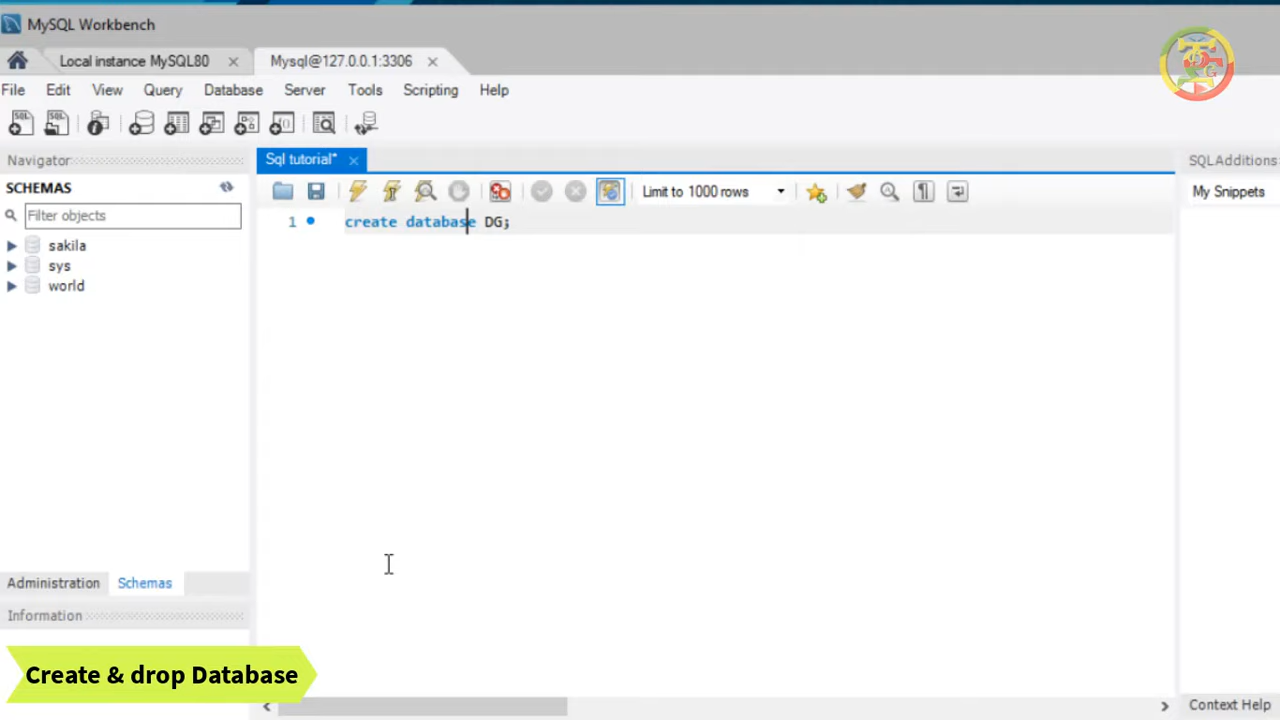 MySQL Workbench
Local instance MySQL80
Mysql@127.0.0.1:3306
File Edit View Query Database Server Tools Scripting Help
Navigator
SCHEMAS
Filter objects
sakila
sys
world
Administration Schemas
Information
Sql tutorial*
Limit to 1000 rows
1 create database DG;
SQLAdditions
My Snippets
Context Help
Create & drop Database